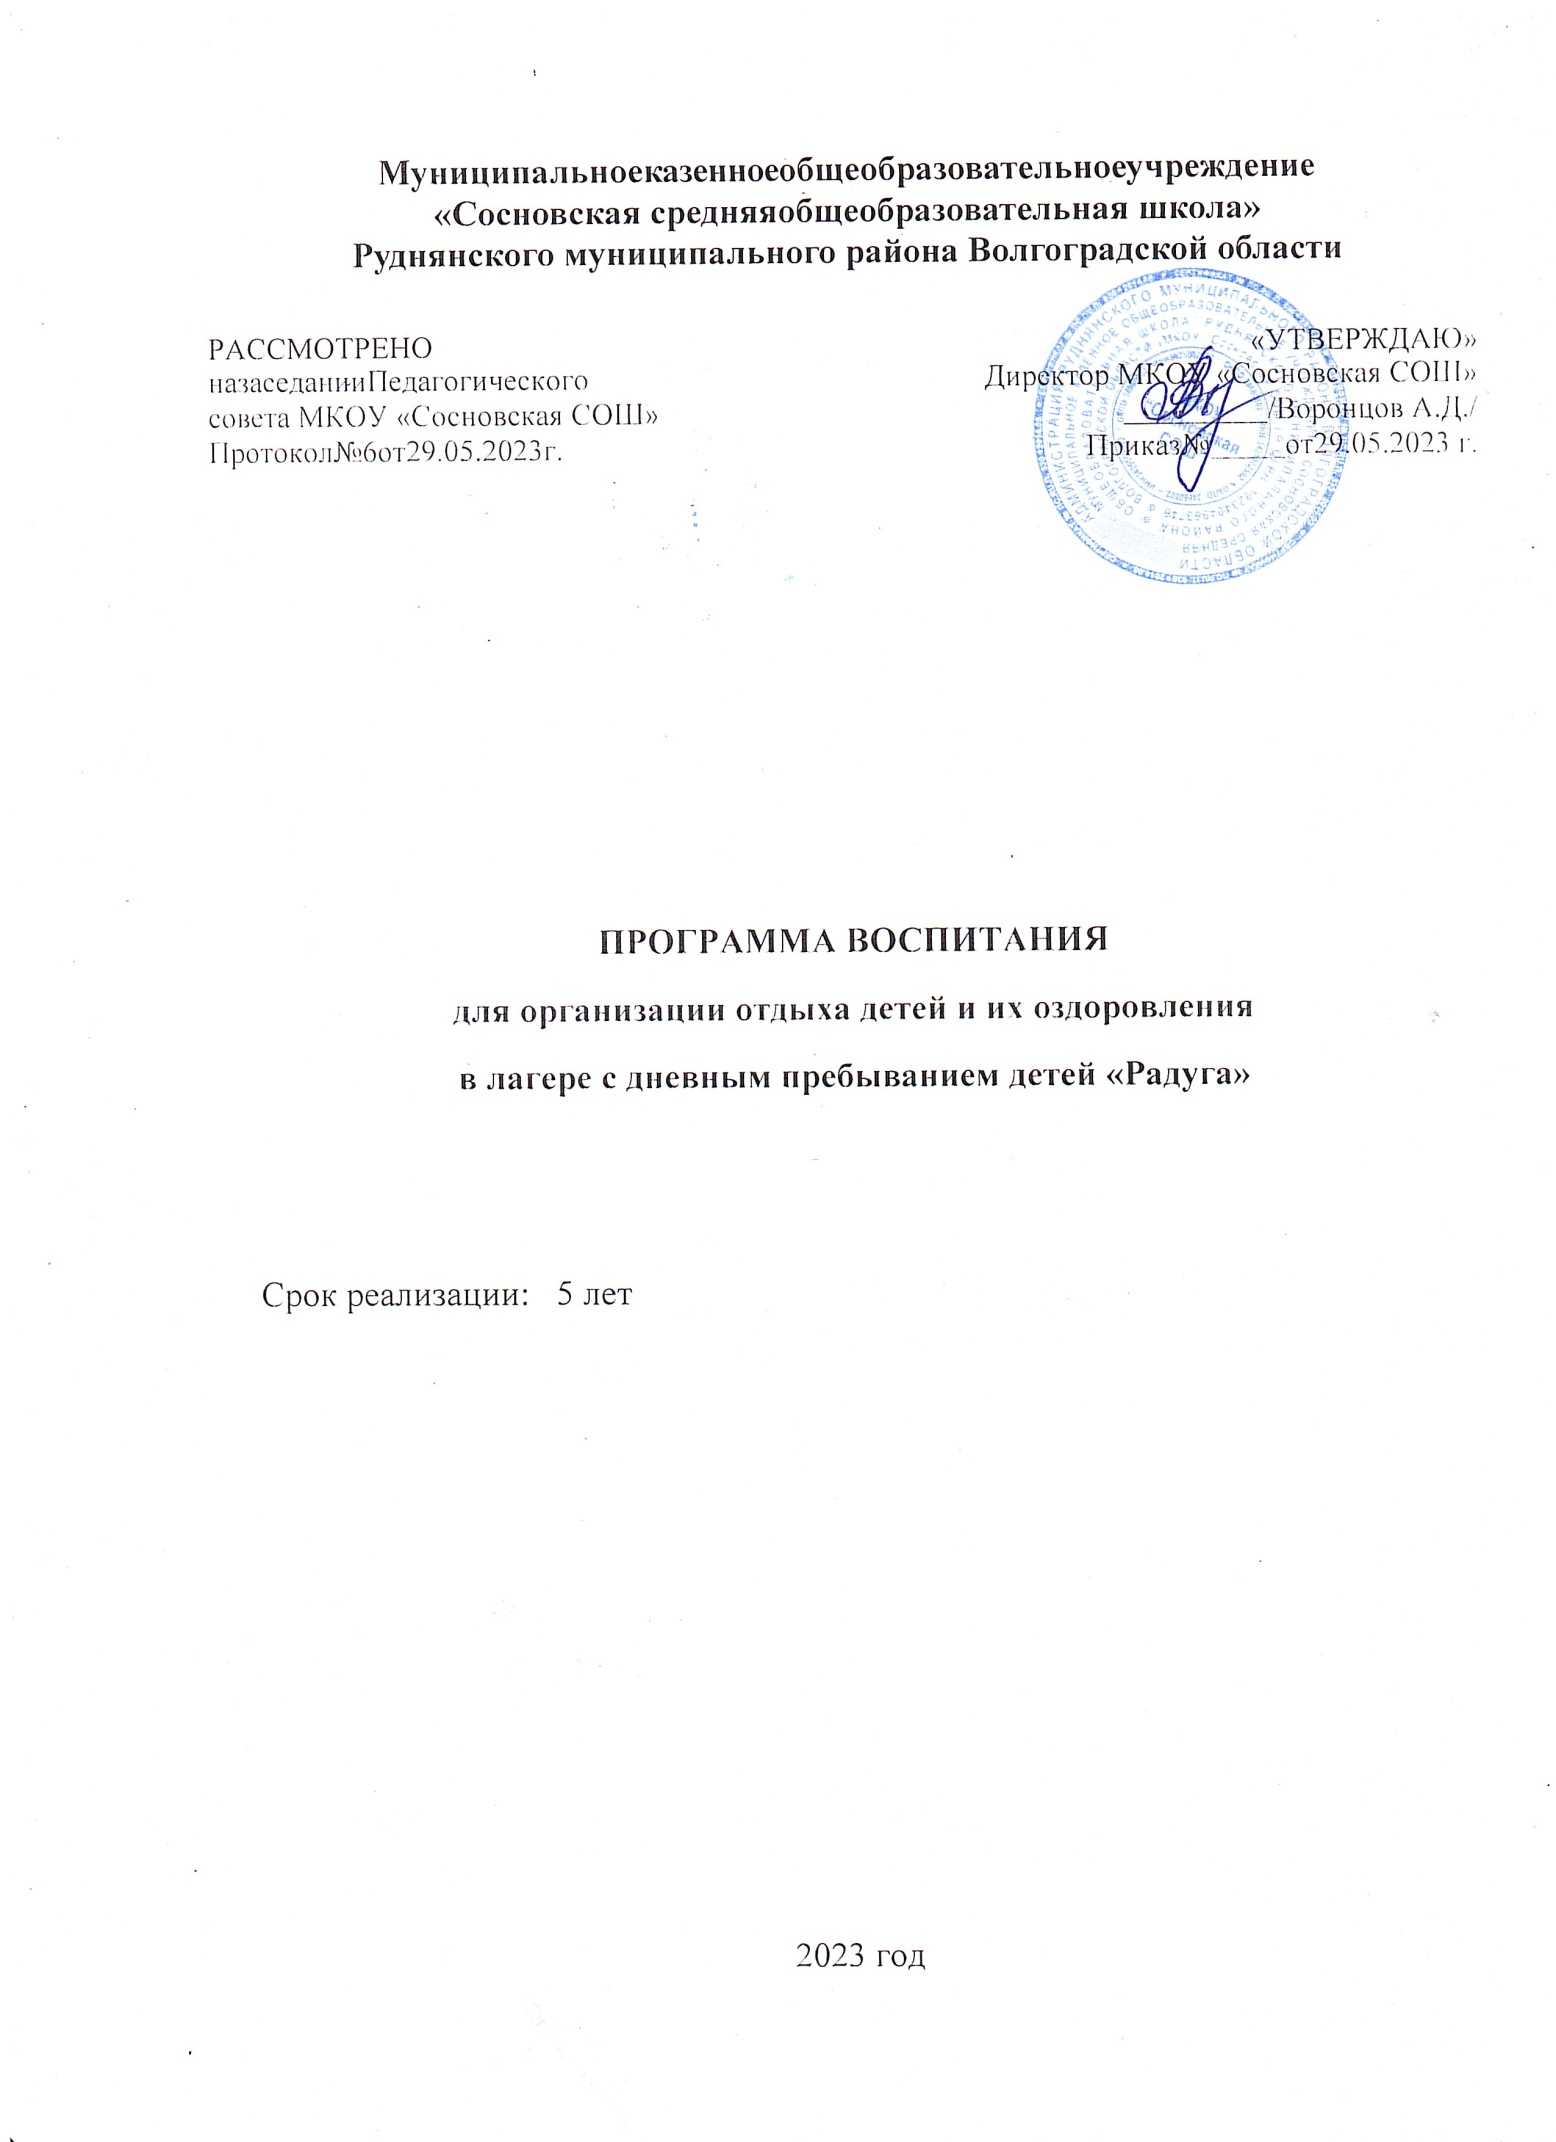 Муниципальноеказенноеобщеобразовательноеучреждение
«Сосновская средняяобщеобразовательная школа»
Руднянского муниципального района Волгоградской области
РАССМОТРЕНО
назаседанииПедагогического
совета МКОУ «Сосновская СОШ»
Протокол№6от29.05.2023г.
«УТВЕРЖДАЮ»
Директор МКОУ «Сосновская СОШ»
__________/Воронцов А.Д./
Приказ№_____от29.05.2023 г.
ПРОГРАММА ВОСПИТАНИЯ
для организации отдыха детей и их оздоровления
в лагере с дневным пребыванием детей «Радуга»
Срок реализации: 5 лет
2023 год